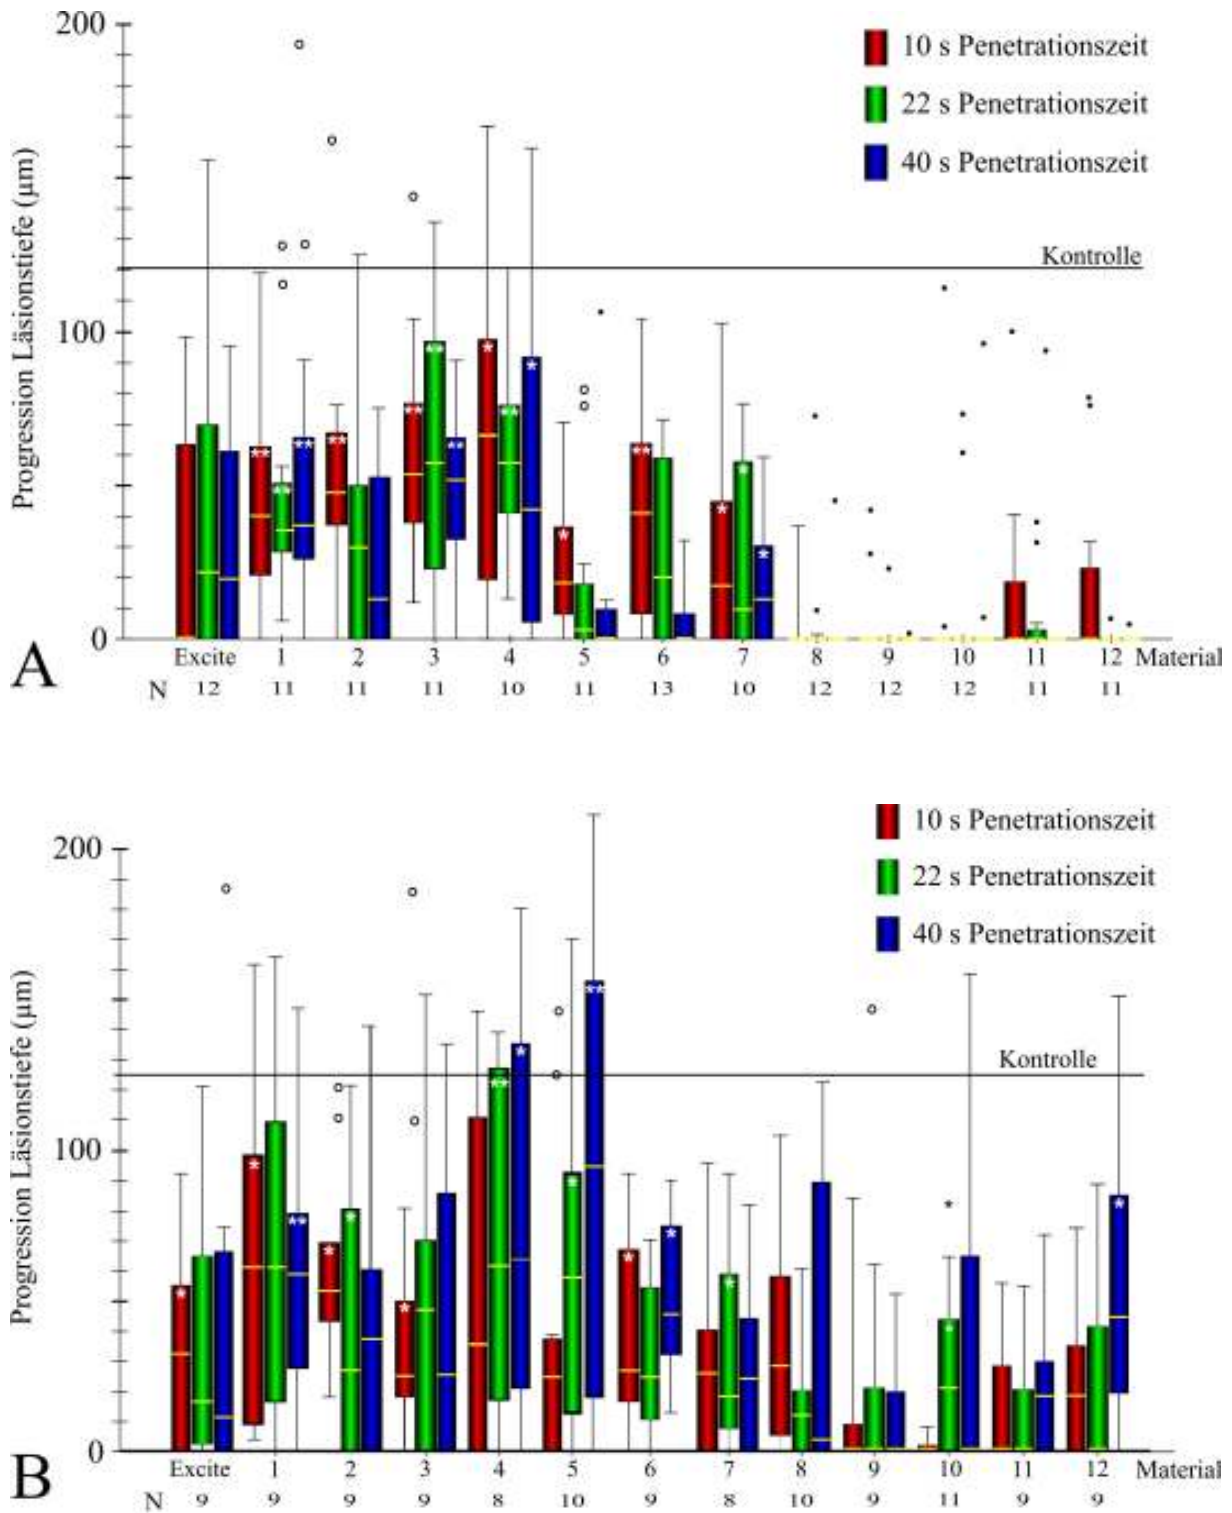 200
10 s Penetrationszeit
22 s Penetrationszeit
40 s Penetrationszeit
Progression Läsionstiefe (µm)
Kontrolle
100
0
Excite 1 2 3 4 5 6 7 8 9 10 11 12 Material
A
N 12 11 11 11 10 11 13 10 12 12 12 11 11
10 s Penetrationszeit
200
22 s Penetrationszeit
40 s Penetrationszeit
Progression Läsionstiefe (µm)
Kontrolle
100
0
Excite 1 2 3 4 5 6 7 8 9 10 11 12 Material
B
N 9 9 9 9 8 10 9 8 10 9 11 9 9